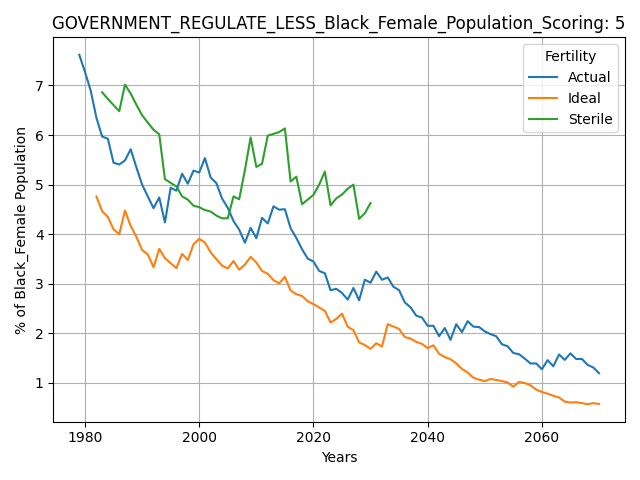 GOVERNMENT_REGULATE_LESS_Black_Female_Population_Scoring: 5
Fertility
Actual
Ideal
Sterile
% of Black_Female Population
7
6
5
4
3
2
1
1980 2000 2020 2040 2060
Years